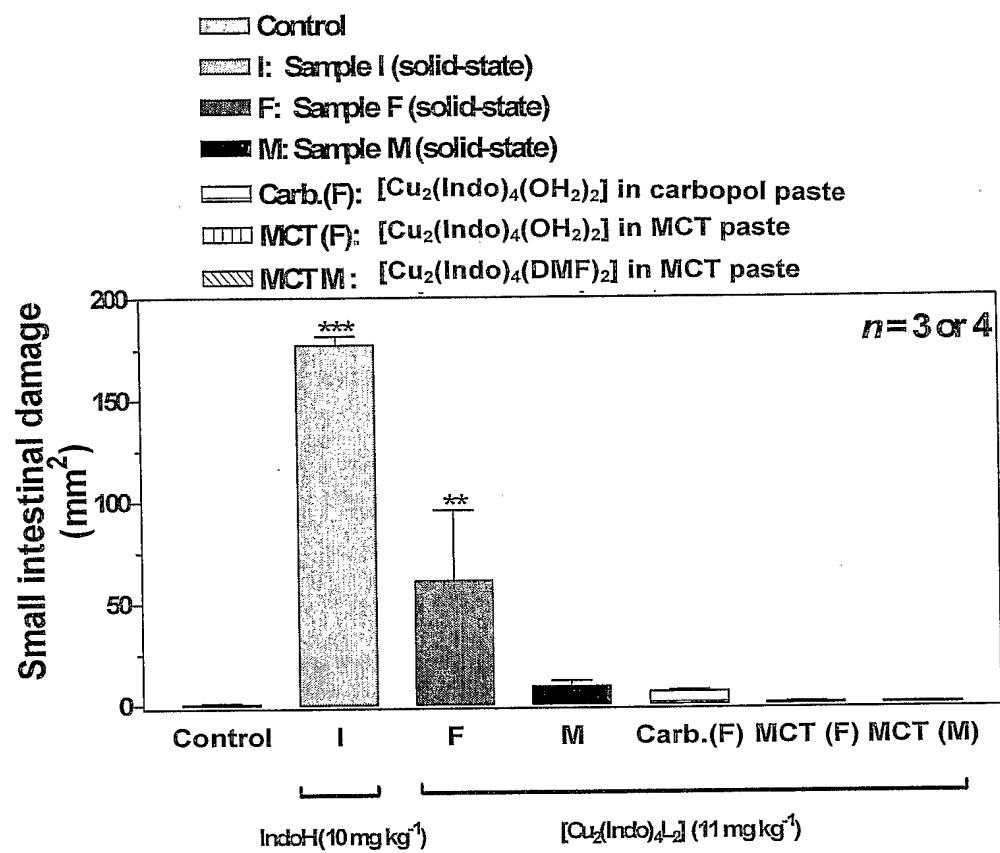 Control
I: Sample I (solid-state)
F: Sample F (solid-state)
M: Sample M (solid-state)
Carb.(F): [Cu₂(Indo)₄(OH₂)₂] in carbopol paste
MCT (F): [Cu₂(Indo)₄(OH₂)₂] in MCT paste
MCT M: [Cu₂(Indo)₄(DMF)₂] in MCT paste
n = 3 or 4
Small intestinal damage
(mm²)
200
150
100
50
0
***
**
Control I F M Carb.(F) MCT (F) MCT (M)
IndoH (10 mg kg⁻¹) [Cu₂(Indo)₄L₂] (11 mg kg⁻¹)